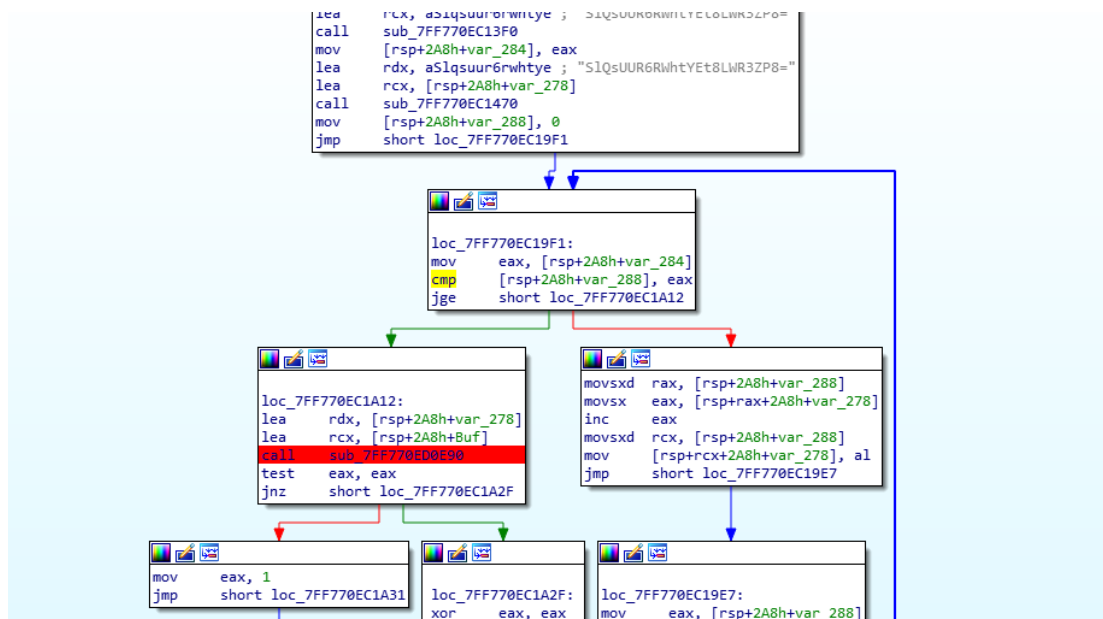 lea rcx, aSlqsuur6rwhtye ; "SlQsUUR6RWhtYEt8LWR3ZP8="
call sub_7FF770EC13F0
mov [rsp+2A8h+var_284], eax
lea rdx, aSlqsuur6rwhtye ; "SlQsUUR6RWhtYEt8LWR3ZP8="
lea rcx, [rsp+2A8h+var_278]
call sub_7FF770EC1470
mov [rsp+2A8h+var_288], 0
jmp short loc_7FF770EC19F1
loc_7FF770EC19F1:
mov eax, [rsp+2A8h+var_284]
cmp [rsp+2A8h+var_288], eax
jge short loc_7FF770EC1A12
loc_7FF770EC1A12:
lea rdx, [rsp+2A8h+var_278]
lea rcx, [rsp+2A8h+Buf]
call sub_7FF770ED0E90
test eax, eax
jnz short loc_7FF770EC1A2F
movsxd rax, [rsp+2A8h+var_288]
movsx eax, [rsp+rax+2A8h+var_278]
inc eax
movsxd rcx, [rsp+2A8h+var_288]
mov [rsp+rcx+2A8h+var_278], al
jmp short loc_7FF770EC19E7
mov eax, 1
jmp short loc_7FF770EC1A31
loc_7FF770EC1A2F:
xor eax, eax
loc_7FF770EC19E7:
mov eax, [rsp+2A8h+var_288]